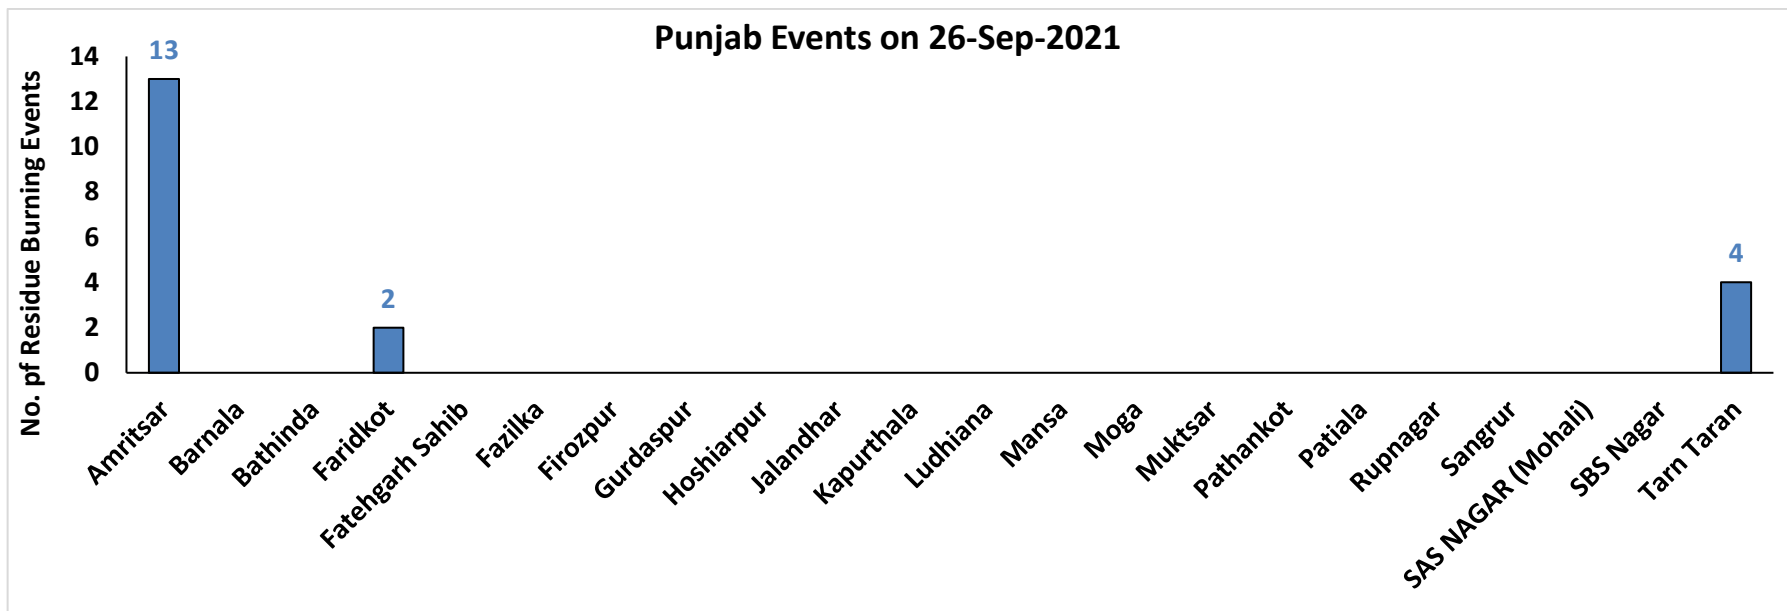 Punjab Events on 26-Sep-2021
No. pf Residue Burning Events
14
12
10
8
6
4
2
0
13
2
4
Amritsar
Barnala
Bathinda
Faridkot
Fatehgarh Sahib
Fazilka
Firozpur
Gurdaspur
Hoshiarpur
Jalandhar
Kapurthala
Ludhiana
Mansa
Moga
Muktsar
Pathankot
Patiala
Rupnagar
Sangrur
SAS NAGAR (Mohali)
SBS Nagar
Tarn Taran